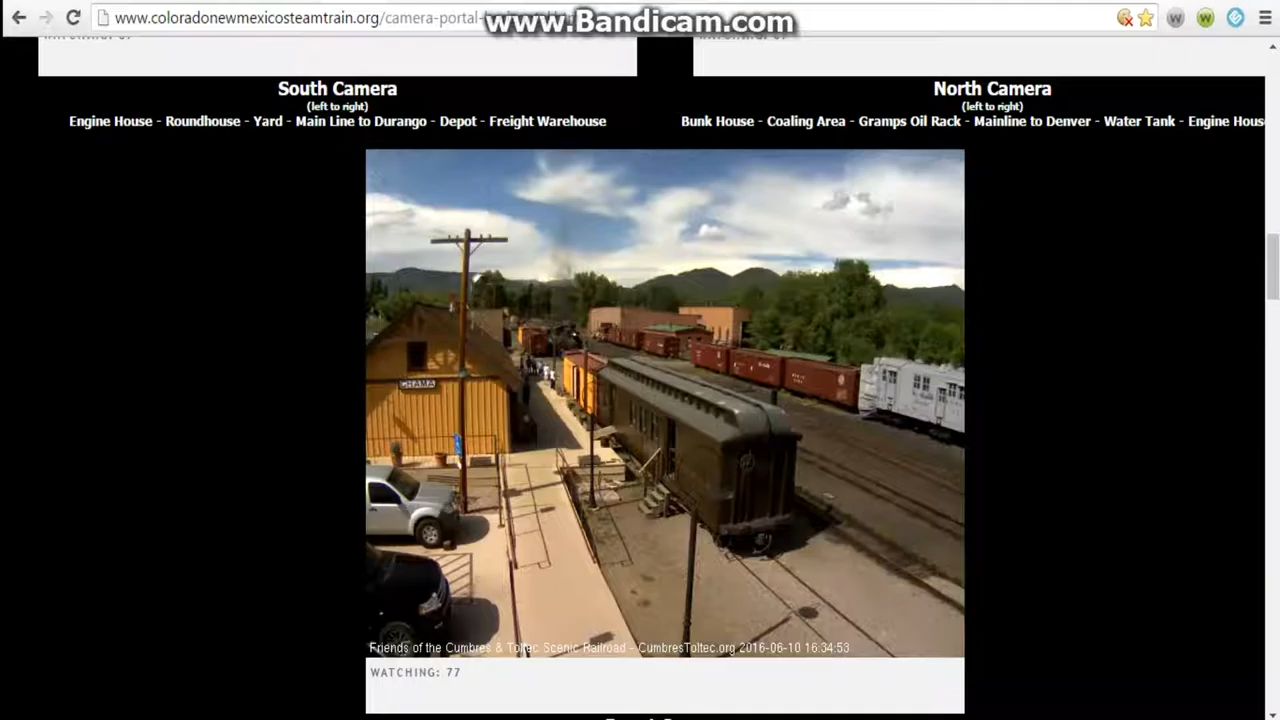 www.coloradonewmexicosteamtrain.org/camera-portal-
www.Bandicam.com
South Camera
(left to right)
Engine House - Roundhouse - Yard - Main Line to Durango - Depot - Freight Warehouse
North Camera
(left to right)
Bunk House - Coaling Area - Gramps Oil Rack - Mainline to Denver - Water Tank - Engine Hous
CHAMA
Friends of the Cumbres & Toltec Scenic Railroad - CumbresToltec.org 2016-06-10 16:34:53
WATCHING: 77